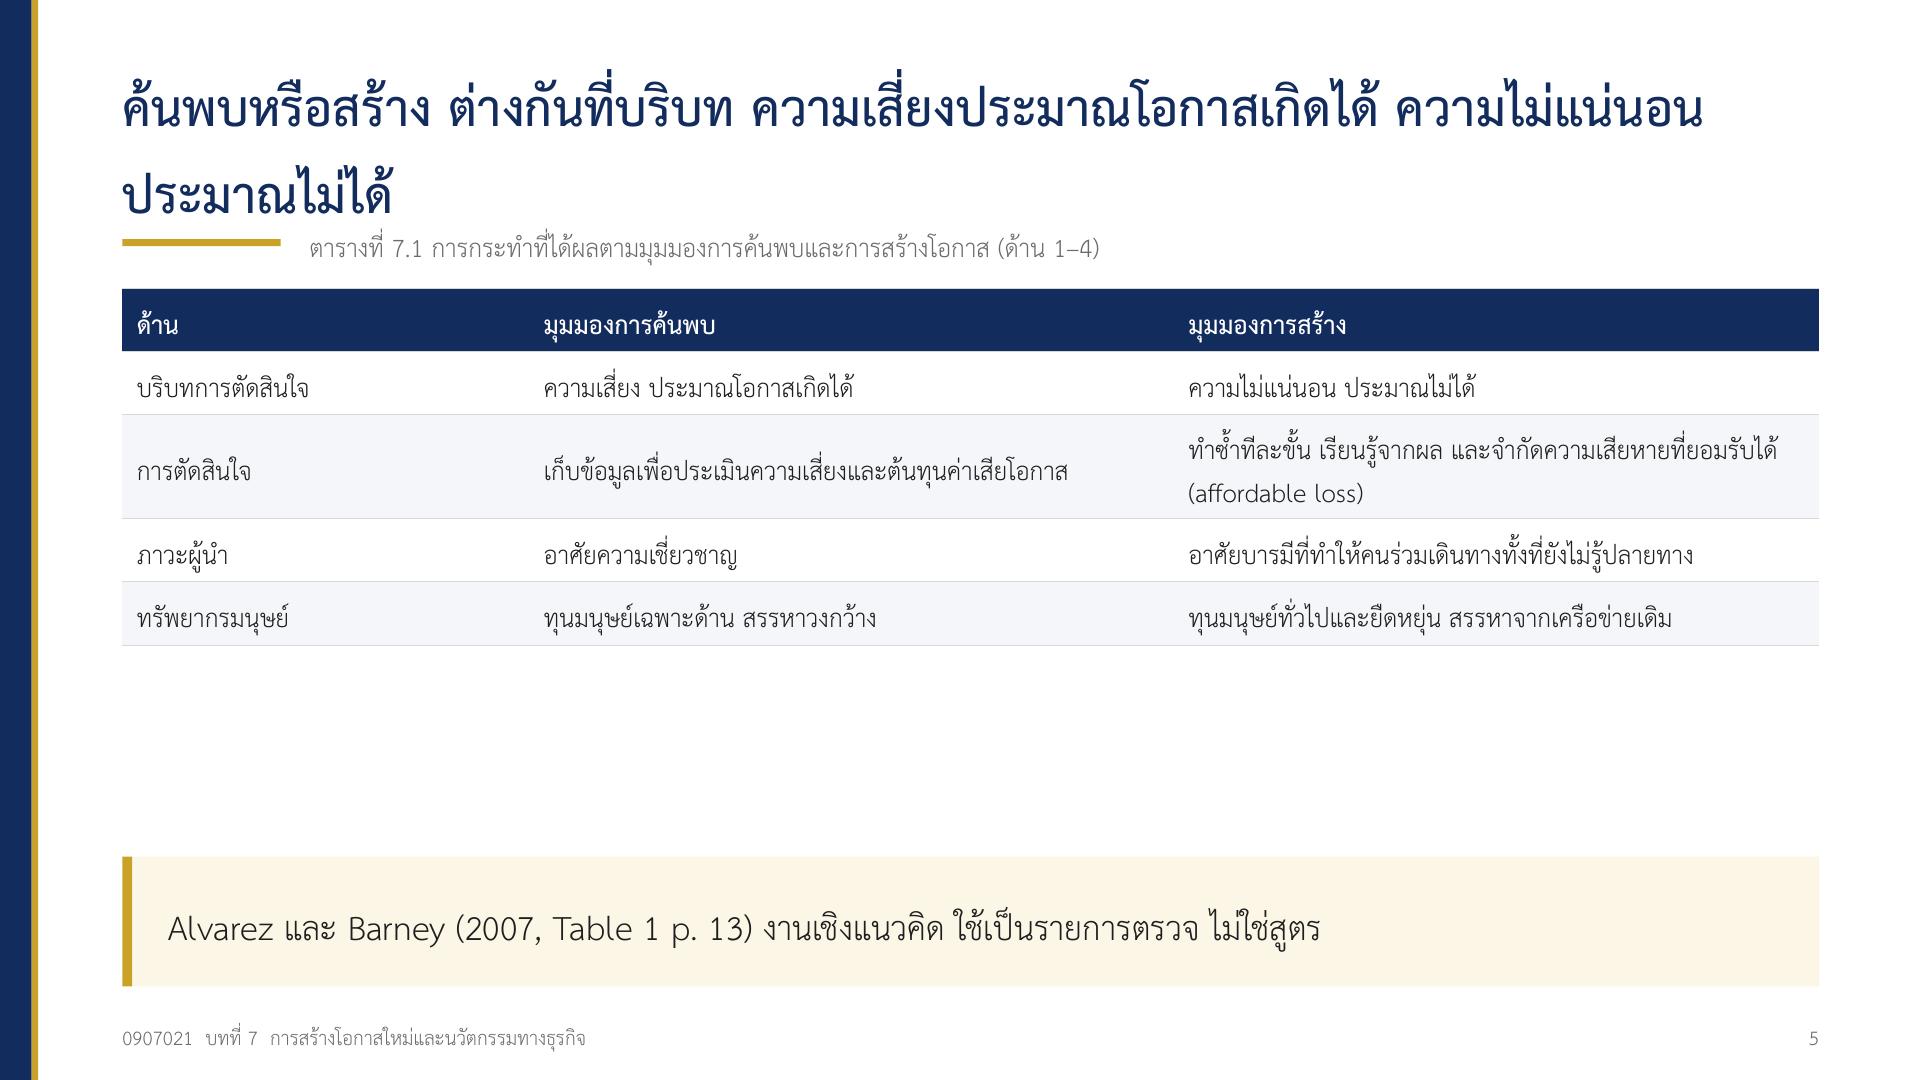 ค้นพบหรือสร้าง ต่างกันที่บริบท ความเสี่ยงประมาณโอกาสเกิดได้ ความไม่แน่นอน
ประมาณไม่ได้
ตารางที่ 7.1 การกระทำที่ได้ผลตามมุมมองการค้นพบและการสร้างโอกาส (ด้าน 1–4)
ด้าน มุมมองการค้นพบ มุมมองการสร้าง
บริบทการตัดสินใจ ความเสี่ยง ประมาณโอกาสเกิดได้ ความไม่แน่นอน ประมาณไม่ได้
การตัดสินใจ เก็บข้อมูลเพื่อประเมินความเสี่ยงและต้นทุนค่าเสียโอกาส ทำซ้ำทีละขั้น เรียนรู้จากผล และจำกัดความเสียหายที่ยอมรับได้
(affordable loss)
ภาวะผู้นำ อาศัยความเชี่ยวชาญ อาศัยบารมีที่ทำให้คนร่วมเดินทางทั้งที่ยังไม่รู้ปลายทาง
ทรัพยากรมนุษย์ ทุนมนุษย์เฉพาะด้าน สรรหาวงกว้าง ทุนมนุษย์ทั่วไปและยืดหยุ่น สรรหาจากเครือข่ายเดิม
Alvarez และ Barney (2007, Table 1 p. 13) งานเชิงแนวคิด ใช้เป็นรายการตรวจ ไม่ใช่สูตร
0907021 บทที่ 7 การสร้างโอกาสใหม่และนวัตกรรมทางธุรกิจ 5